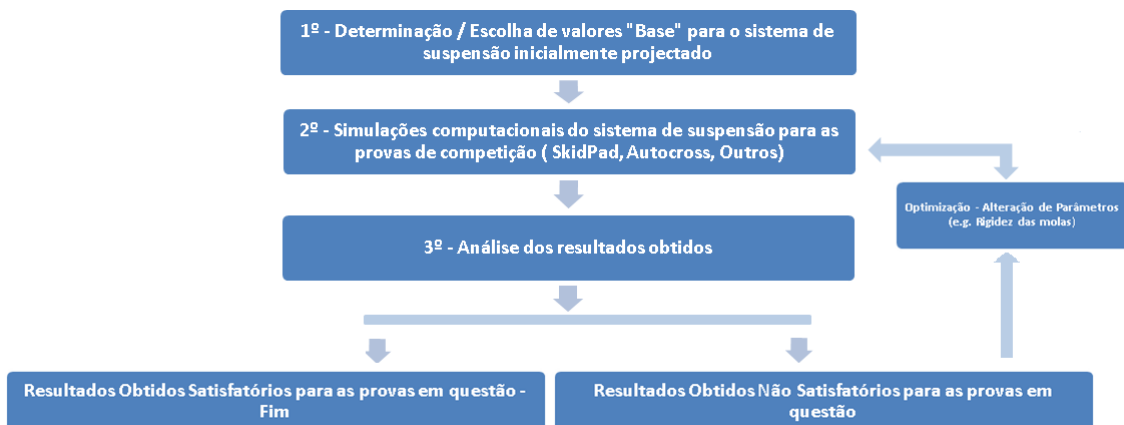 1º - Determinação / Escolha de valores "Base" para o sistema de
suspensão inicialmente projectado
2º - Simulações computacionais do sistema de suspensão para as
provas de competição ( SkidPad, Autocross, Outros)
Optimização - Alteração de Parâmetros
(e.g. Rigidez das molas)
3º - Análise dos resultados obtidos
Resultados Obtidos Satisfatórios para as provas em questão -
Fim
Resultados Obtidos Não Satisfatórios para as provas em
questão